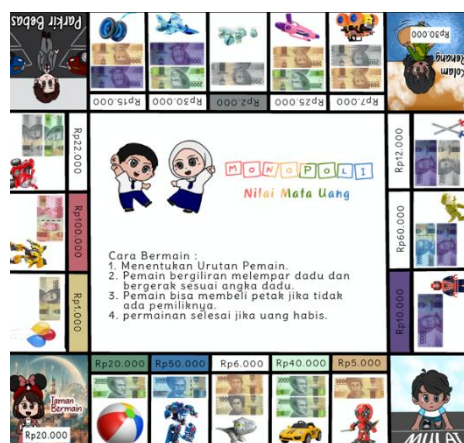 Parkir Bebas
Rp15.000
Rp30.000
Rp2.000
Rp25.000
Rp7.000
Rp30.000
Kolam
Renang
Rp22.000
Rp100.000
Rp1.000
MONOPOLI
Nilai Mata Uang
Cara Bermain :
1. Menentukan Urutan Pemain.
2. Pemain bergiliran melempar dadu dan
bergerak sesuai angka dadu.
3. Pemain bisa membeli petak jika tidak
ada pemiliknya.
4. permainan selesai jika uang habis.
Rp12.000
Rp60.000
Rp10.000
Taman
Bermain
Rp20.000
Rp20.000
Rp50.000
Rp6.000
Rp40.000
Rp5.000
MULAI